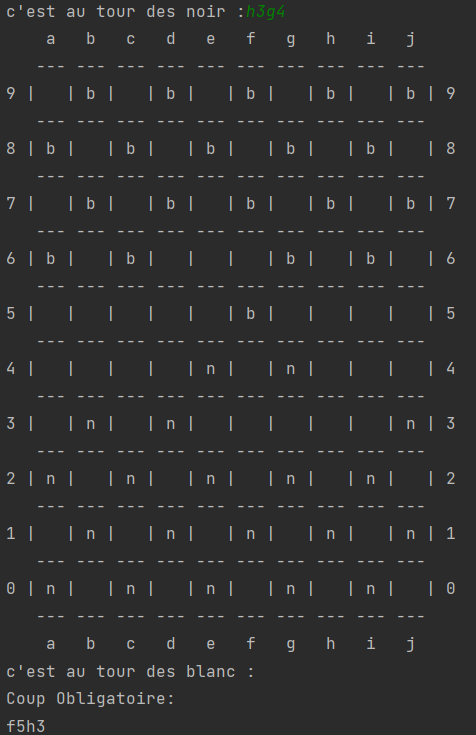 c'est au tour des noir :h3g4
    a   b   c   d   e   f   g   h   i   j
   --- --- --- --- --- --- --- --- --- ---
9 |   | b |   | b |   | b |   | b |   | b | 9
   --- --- --- --- --- --- --- --- --- ---
8 | b |   | b |   | b |   | b |   | b |   | 8
   --- --- --- --- --- --- --- --- --- ---
7 |   | b |   | b |   | b |   | b |   | b | 7
   --- --- --- --- --- --- --- --- --- ---
6 | b |   | b |   |   |   | b |   | b |   | 6
   --- --- --- --- --- --- --- --- --- ---
5 |   |   |   |   |   | b |   |   |   |   | 5
   --- --- --- --- --- --- --- --- --- ---
4 |   |   |   |   | n |   | n |   |   |   | 4
   --- --- --- --- --- --- --- --- --- ---
3 |   | n |   | n |   |   |   |   |   | n | 3
   --- --- --- --- --- --- --- --- --- ---
2 | n |   | n |   | n |   | n |   | n |   | 2
   --- --- --- --- --- --- --- --- --- ---
1 |   | n |   | n |   | n |   | n |   | n | 1
   --- --- --- --- --- --- --- --- --- ---
0 | n |   | n |   | n |   | n |   | n |   | 0
   --- --- --- --- --- --- --- --- --- ---
    a   b   c   d   e   f   g   h   i   j
c'est au tour des blanc :
Coup Obligatoire:
f5h3